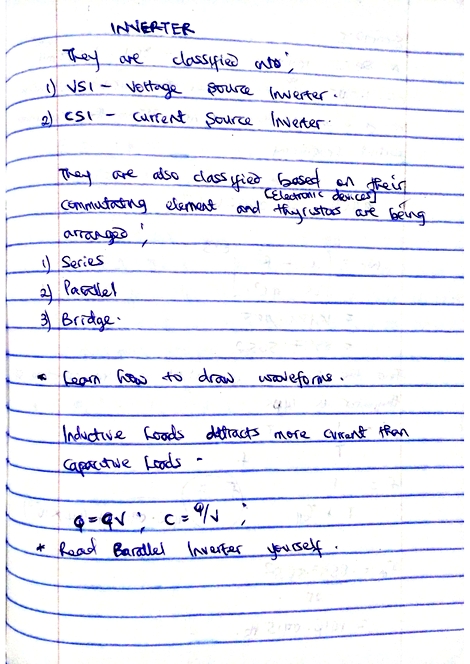 INVERTER
They are classified into;
1) VSI - Voltage Source Inverter.
2) CSI - Current Source Inverter.
They are also classified based on their
[Electronic devices]
commutating element and thyristors are being
arranged;
1) Series
2) Parallel
3) Bridge.
* Learn how to draw waveforms.
Inductive Loads attracts more current than
Capacitive Loads -
= QV; C = Q/V;
* Read Parallel Inverter yourself.